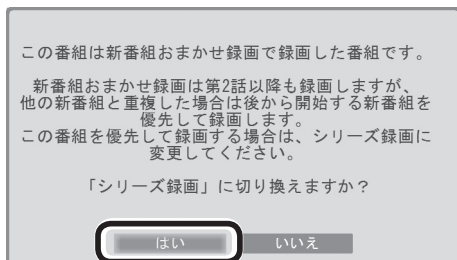 この番組は新番組おまかせ録画で録画した番組です。
新番組おまかせ録画は第2話以降も録画しますが、
他の新番組と重複した場合は後から開始する新番組を
優先して録画します。
この番組を優先して録画する場合は、シリーズ録画に
変更してください。
「シリーズ録画」に切り換えますか？
はい いいえ